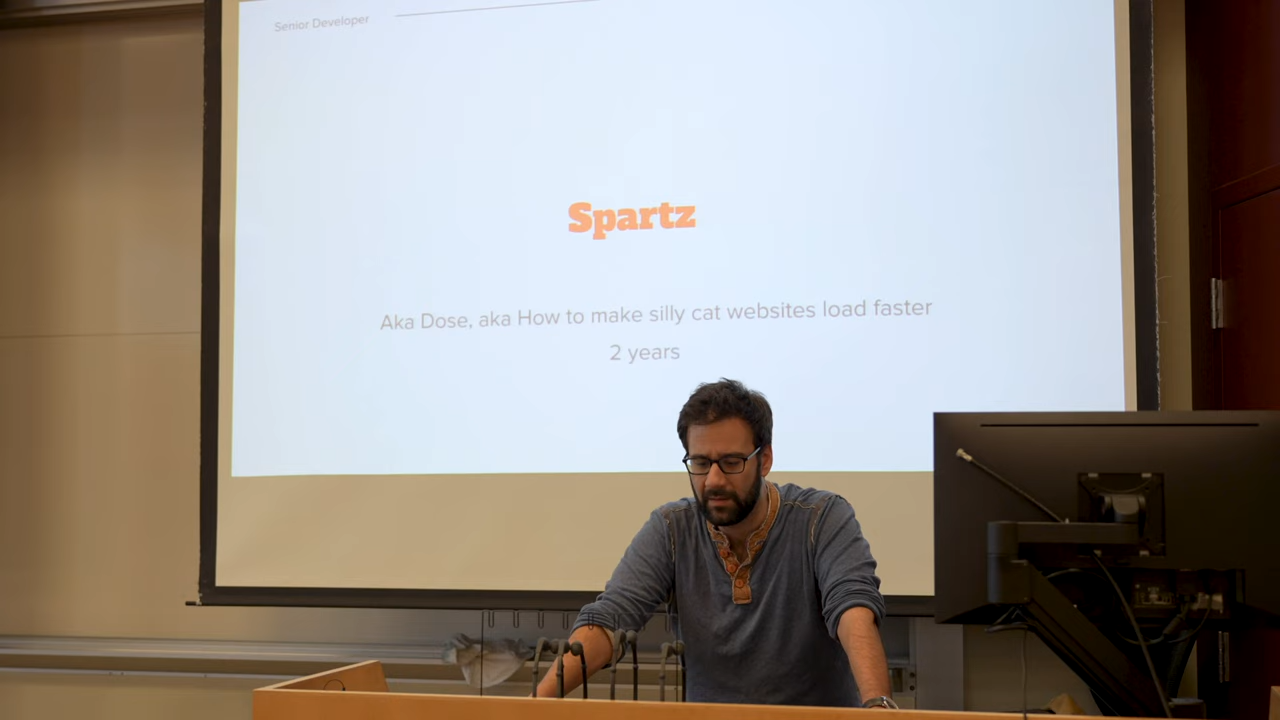 Senior Developer
Spartz
Aka Dose, aka How to make silly cat websites load faster
2 years